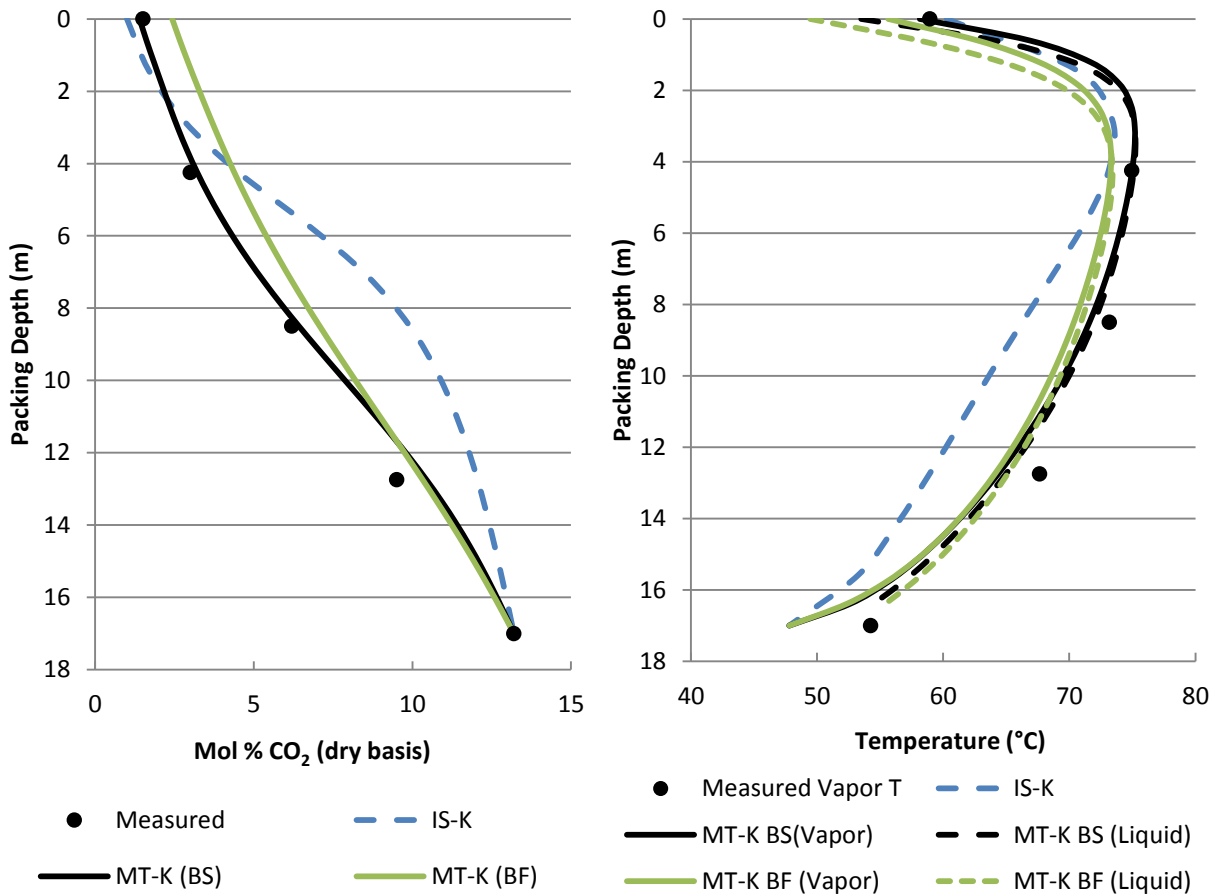 0
2
4
6
8
10
12
14
16
18
Packing Depth (m)
0 5 10 15
Mol % CO₂ (dry basis)
Measured IS-K
MT-K (BS) MT-K (BF)
0
2
4
6
8
10
12
14
16
18
Packing Depth (m)
40 50 60 70 80
Temperature (°C)
Measured Vapor T IS-K
MT-K BS(Vapor) MT-K BS (Liquid)
MT-K BF (Vapor) MT-K BF (Liquid)